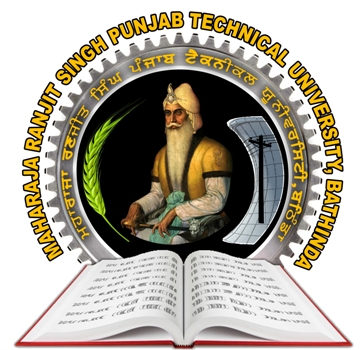 MAHARAJA RANJIT SINGH PUNJAB TECHNICAL UNIVERSITY, BATHINDA
ਮਹਾਰਾਜਾ ਰਣਜੀਤ ਸਿੰਘ ਪੰਜਾਬ ਟੈਕਨੀਕਲ ਯੂਨੀਵਰਸਿਟੀ, ਬਠਿੰਡਾ